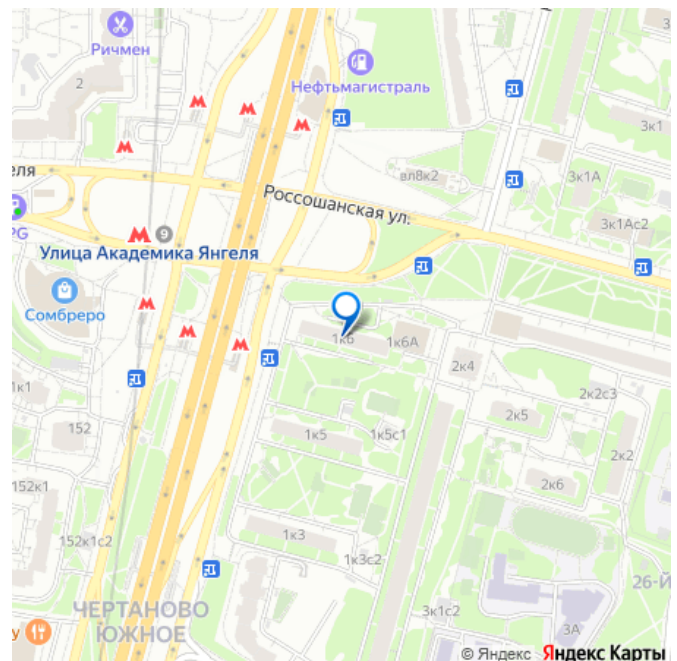 Ричмен
2
Нефтьмагистраль
3
3к1
вл8к2
3к1А
еля
Россошанская ул.
3к1Ас2
PG
9
Улица Академика Янгеля
Сомбреро
1к6
1к6А
2к4
1к1
2к2с3
152
1к5
1к5с1
2к5
2к2
152к1
2к6
1к3
152к1с2
1к3с2
26-Й
ЧЕРТАНОВО
ЮЖНОЕ
3к1с2
3А
у
© Яндекс Яндекс Карты